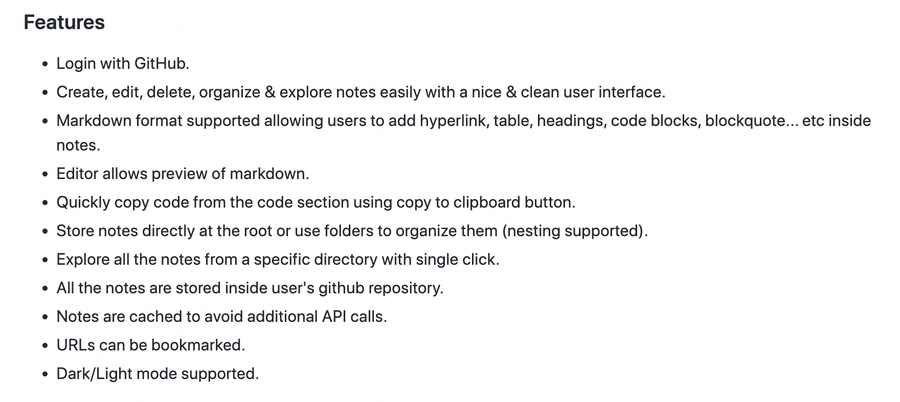 Features
• Login with GitHub.
• Create, edit, delete, organize & explore notes easily with a nice & clean user interface.
• Markdown format supported allowing users to add hyperlink, table, headings, code blocks, blockquote... etc inside
notes.
• Editor allows preview of markdown.
• Quickly copy code from the code section using copy to clipboard button.
• Store notes directly at the root or use folders to organize them (nesting supported).
• Explore all the notes from a specific directory with single click.
• All the notes are stored inside user's github repository.
• Notes are cached to avoid additional API calls.
• URLs can be bookmarked.
• Dark/Light mode supported.